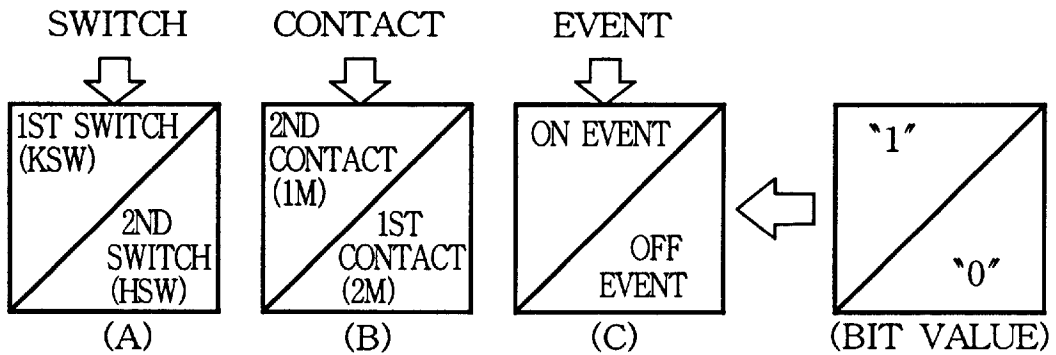 SWITCH
CONTACT
EVENT
1ST SWITCH
(KSW)
2ND
SWITCH
(HSW)
2ND
CONTACT
(1M)
1ST
CONTACT
(2M)
ON EVENT
OFF
EVENT
〝1″
〝0″
(A)
(B)
(C)
(BIT VALUE)